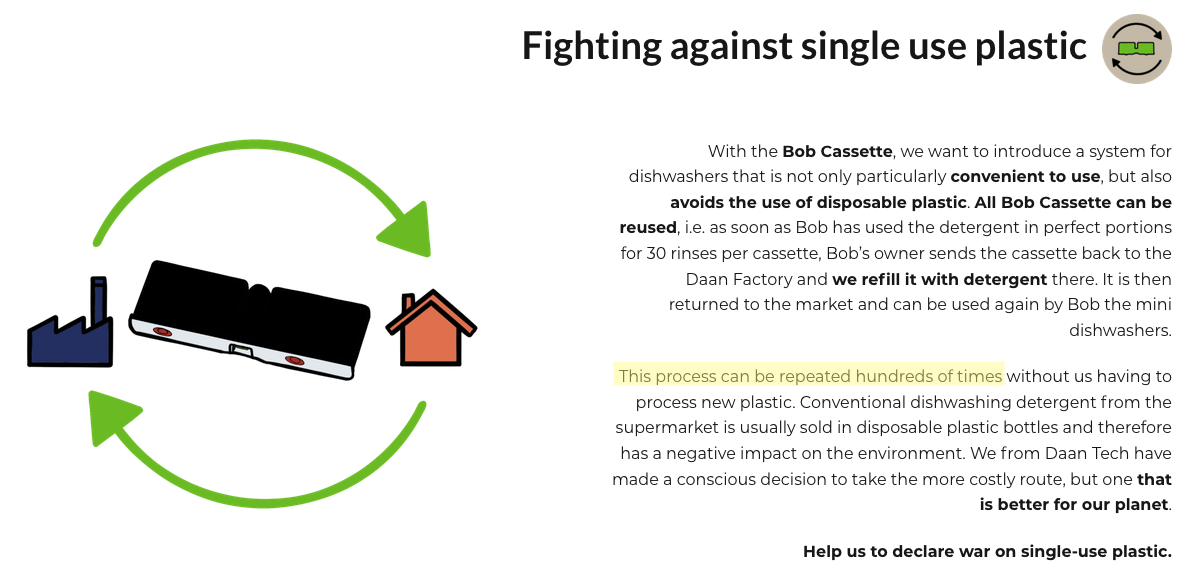 Fighting against single use plastic
With the Bob Cassette, we want to introduce a system for
dishwashers that is not only particularly convenient to use, but also
avoids the use of disposable plastic. All Bob Cassette can be
reused, i.e. as soon as Bob has used the detergent in perfect portions
for 30 rinses per cassette, Bob’s owner sends the cassette back to the
Daan Factory and we refill it with detergent there. It is then
returned to the market and can be used again by Bob the mini
dishwashers.
This process can be repeated hundreds of times without us having to
process new plastic. Conventional dishwashing detergent from the
supermarket is usually sold in disposable plastic bottles and therefore
has a negative impact on the environment. We from Daan Tech have
made a conscious decision to take the more costly route, but one that
is better for our planet.
Help us to declare war on single-use plastic.